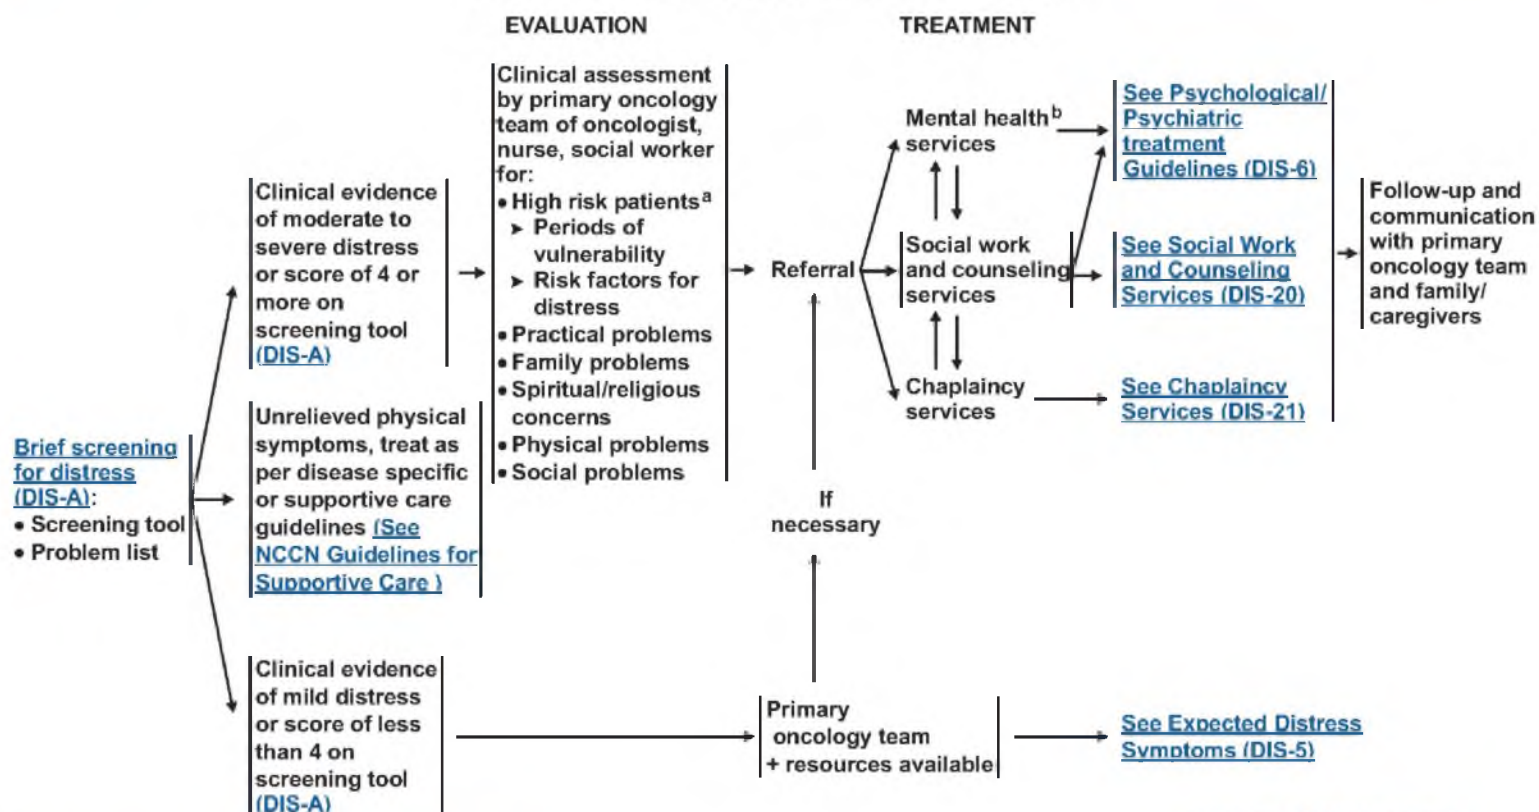 EVALUATION
TREATMENT
Brief screening
for distress
(DIS-A):
• Screening tool
• Problem list
Clinical evidence
of moderate to
severe distress
or score of 4 or
more on
screening tool
(DIS-A)
Unrelieved physical
symptoms, treat as
per disease specific
or supportive care
guidelines (See
NCCN Guidelines for
Supportive Care )
Clinical evidence
of mild distress
or score of less
than 4 on
screening tool
(DIS-A)
Clinical assessment
by primary oncology
team of oncologist,
nurse, social worker
for:
• High risk patientsᵃ
➤ Periods of
vulnerability
➤ Risk factors for
distress
• Practical problems
• Family problems
• Spiritual/religious
concerns
• Physical problems
• Social problems
Referral
If
necessary
Primary
oncology team
+ resources available
Mental healthᵇ
services
Social work
and counseling
services
Chaplaincy
services
See Psychological/
Psychiatric
treatment
Guidelines (DIS-6)
See Social Work
and Counseling
Services (DIS-20)
See Chaplaincy
Services (DIS-21)
See Expected Distress
Symptoms (DIS-5)
Follow-up and
communication
with primary
oncology team
and family/
caregivers